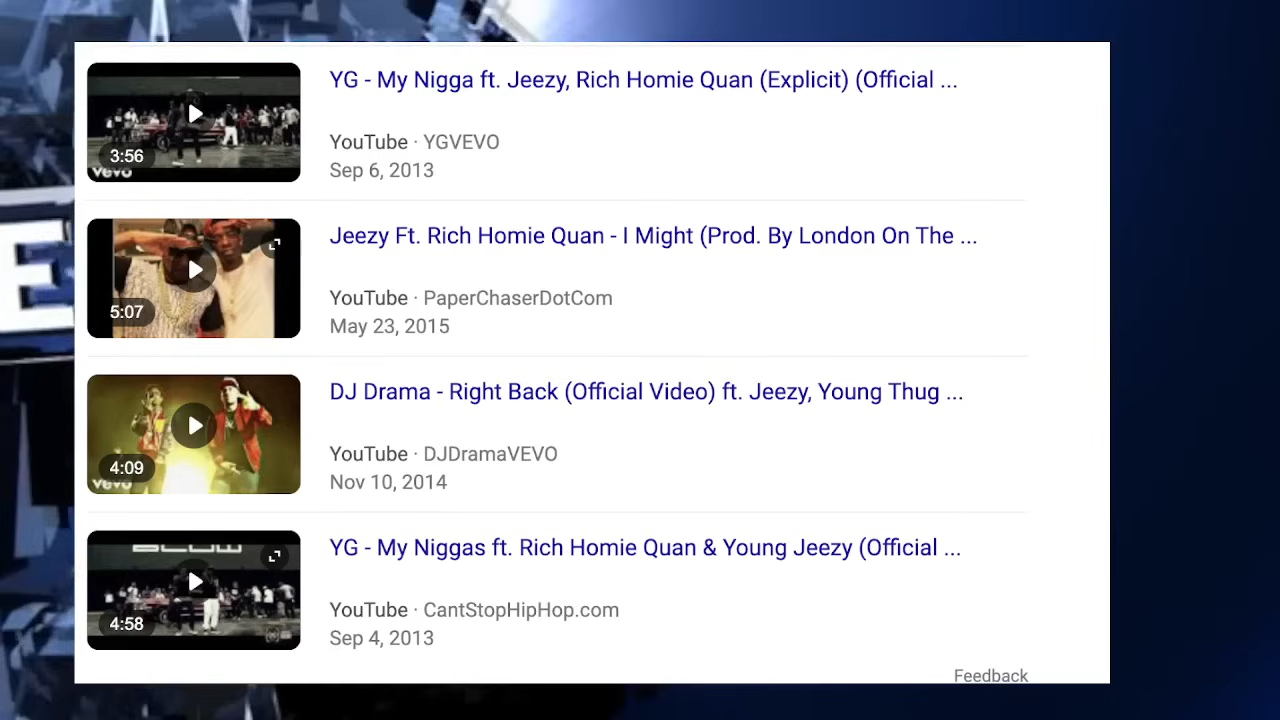 E
YG - My Nigga ft. Jeezy, Rich Homie Quan (Explicit) (Official ...
YouTube · YGVEVO
Sep 6, 2013
3:56
vevo
Jeezy Ft. Rich Homie Quan - I Might (Prod. By London On The ...
YouTube · PaperChaserDotCom
May 23, 2015
5:07
DJ Drama - Right Back (Official Video) ft. Jeezy, Young Thug ...
YouTube · DJDramaVEVO
Nov 10, 2014
4:09
vevo
YG - My Niggas ft. Rich Homie Quan & Young Jeezy (Official ...
YouTube · CantStopHipHop.com
Sep 4, 2013
4:58
Feedback